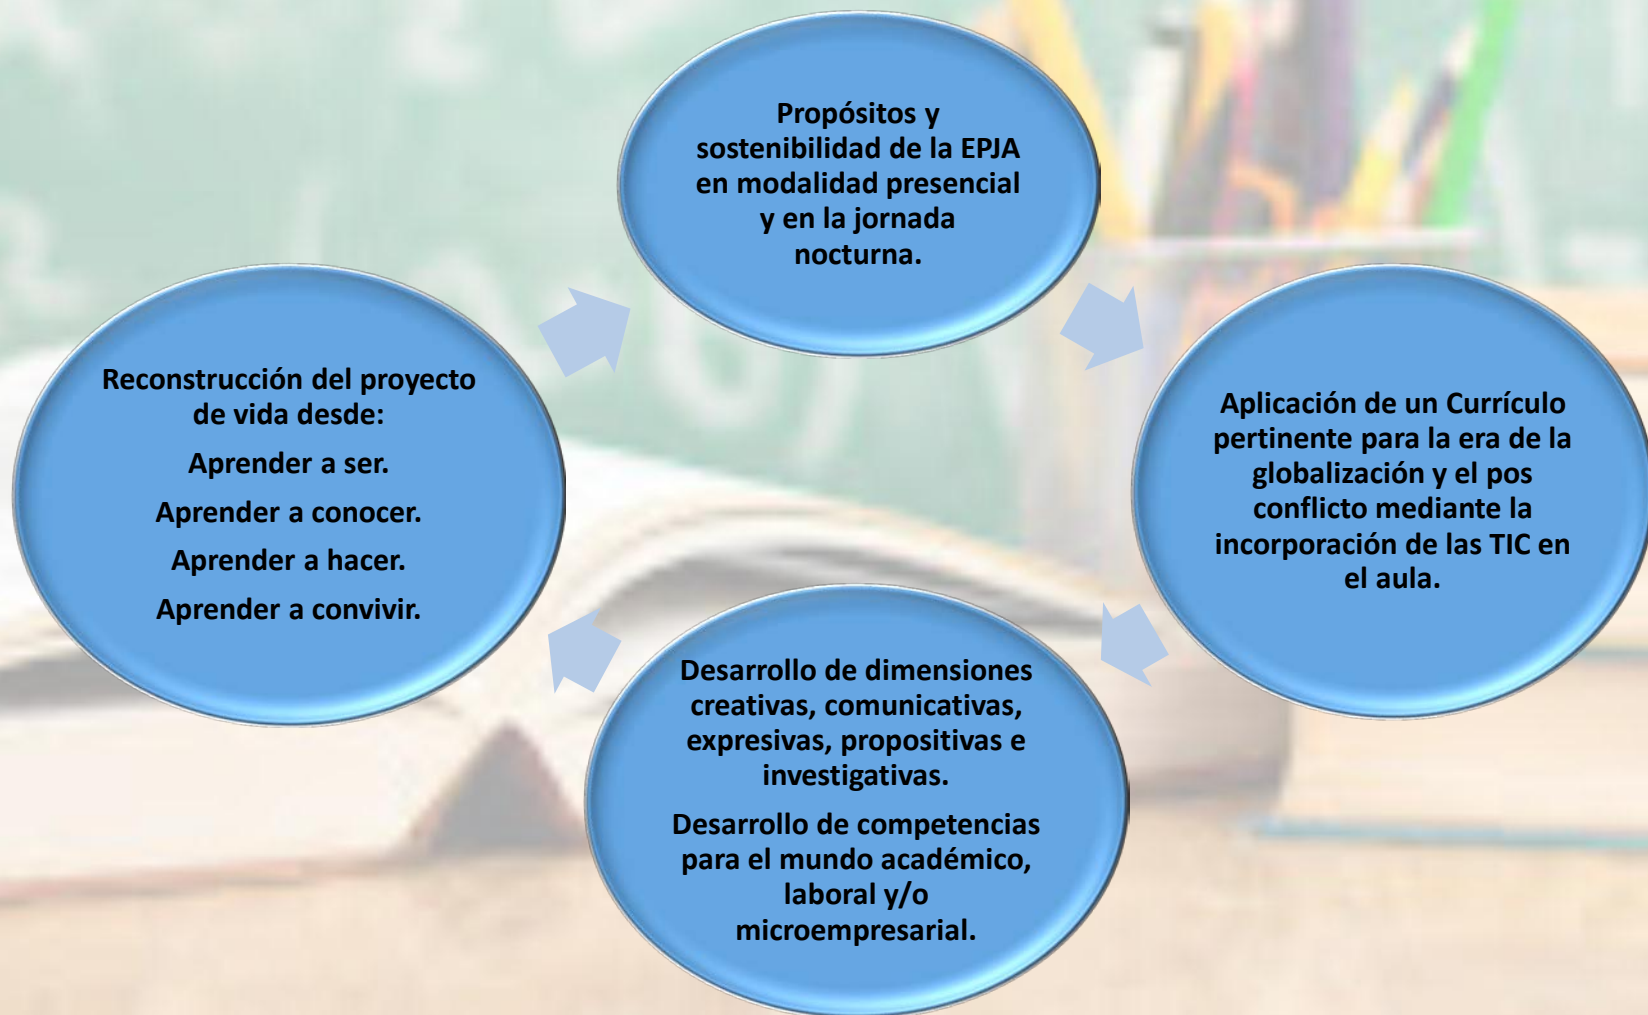 Propósitos y
sostenibilidad de la EPJA
en modalidad presencial
y en la jornada
nocturna.
Aplicación de un Currículo
pertinente para la era de la
globalización y el pos
conflicto mediante la
incorporación de las TIC en
el aula.
Desarrollo de dimensiones
creativas, comunicativas,
expresivas, propositivas e
investigativas.
Desarrollo de competencias
para el mundo académico,
laboral y/o
microempresarial.
Reconstrucción del proyecto
de vida desde:
Aprender a ser.
Aprender a conocer.
Aprender a hacer.
Aprender a convivir.